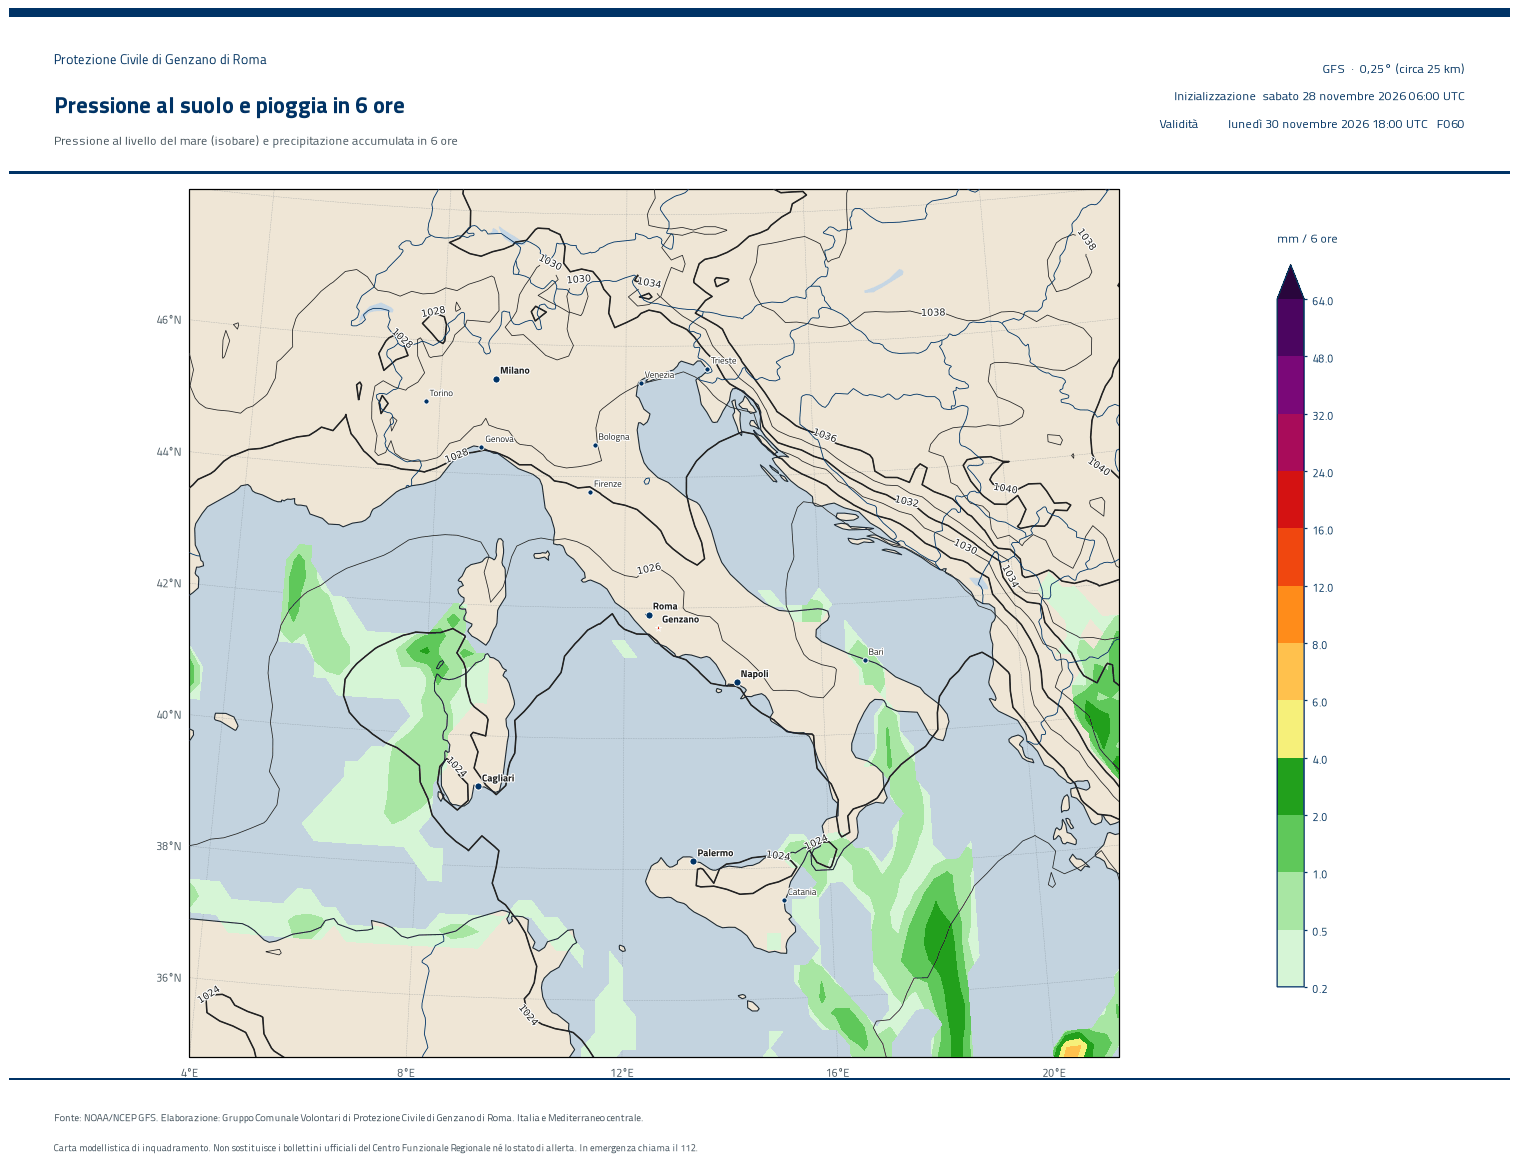 Protezione Civile di Genzano di Roma
Pressione al suolo e pioggia in 6 ore
Pressione al livello del mare (isobare) e precipitazione accumulata in 6 ore
GFS · 0,25° (circa 25 km)
Inizializzazione sabato 28 novembre 2026 06:00 UTC
Validità lunedì 30 novembre 2026 18:00 UTC F060
mm / 6 ore
64.0
48.0
32.0
24.0
16.0
12.0
8.0
6.0
4.0
2.0
1.0
0.5
0.2
46°N
44°N
42°N
40°N
38°N
36°N
4°E
8°E
12°E
16°E
20°E
1038
1030
1030
1034
1028
1038
1028
Trieste
Milano
Venezia
Torino
1036
Bologna
Genova
1028
1040
Firenze
1040
1032
1030
1026
1034
Roma
Genzano
Bari
Napoli
1024
Cagliari
1024
Palermo
1024
Catania
1024
1024
Fonte: NOAA/NCEP GFS. Elaborazione: Gruppo Comunale Volontari di Protezione Civile di Genzano di Roma. Italia e Mediterraneo centrale.
Carta modellistica di inquadramento. Non sostituisce i bollettini ufficiali del Centro Funzionale Regionale né lo stato di allerta. In emergenza chiama il 112.